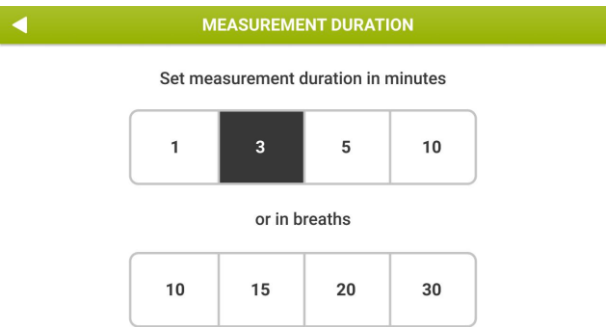 MEASUREMENT DURATION
Set measurement duration in minutes
1 3 5 10
or in breaths
10 15 20 30